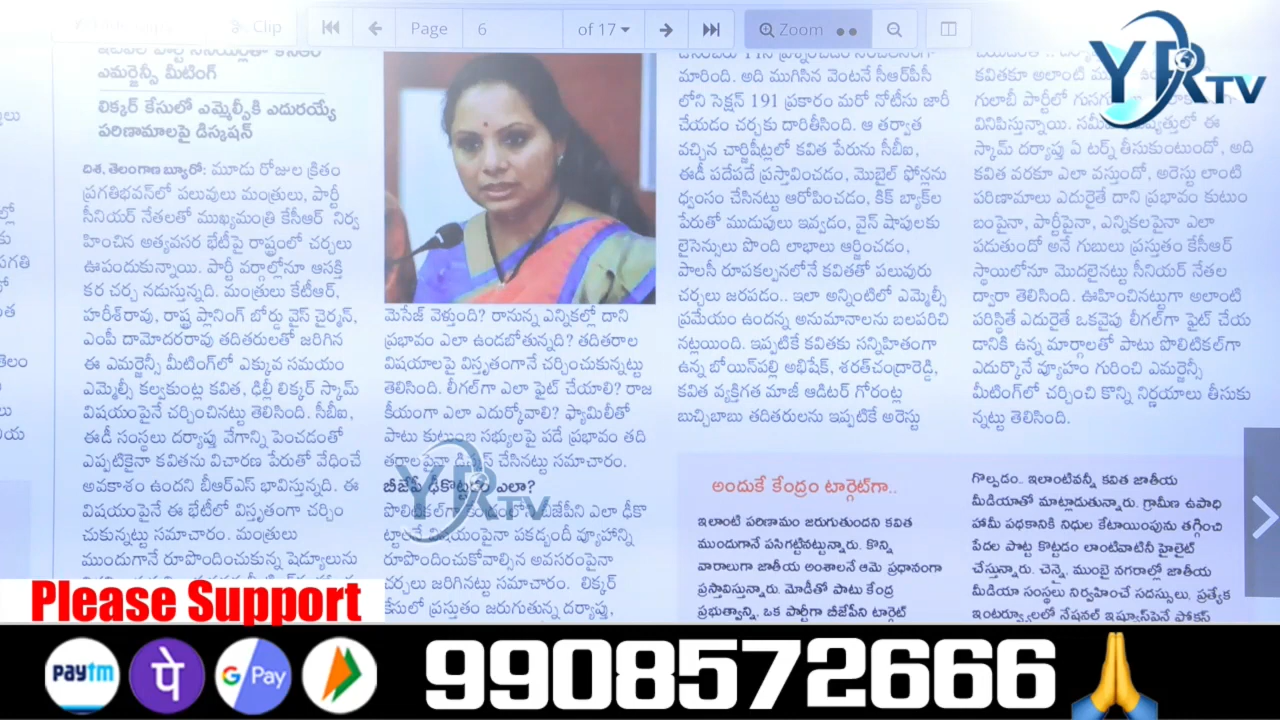 Clip
Page
6
of 17
Zoom
YR TV
ఎమర్జెన్సీ మీటింగ్
లిక్కర్ కేసులో ఎమ్మెల్సీకి ఎదురయ్యే
పరిణామాలపై డిస్కషన్
దిశ, తెలంగాణ బ్యూరో: మూడు రోజుల క్రితం
ప్రగతిభవన్‌లో పలువులు మంత్రులు, పార్టీ
సీనియర్ నేతలతో ముఖ్యమంత్రి కేసీఆర్ నిర్వ
హించిన అత్యవసర భేటీపై రాష్ట్రంలో చర్చలు
ఊపందుకున్నాయి. పార్టీ వర్గాల్లోనూ ఆసక్తి
కర చర్చ నడుస్తున్నది. మంత్రులు కేటీఆర్,
హరీశ్‌రావు, రాష్ట్ర ప్లానింగ్ బోర్డు వైస్ చైర్మన్,
ఎంపీ దామోదరరావు తదితరులతో జరిగిన
ఈ ఎమర్జెన్సీ మీటింగ్‌లో ఎక్కువ సమయం
ఎమ్మెల్సీ కల్వకుంట్ల కవిత, ఢిల్లీ లిక్కర్ స్కామ్
విషయంపైనే చర్చించినట్టు తెలిసింది. సీబీఐ,
ఈడీ సంస్థలు దర్యాప్తు వేగాన్ని పెంచడంతో
ఎప్పటికైనా కవితను విచారణ పేరుతో వేధించే
అవకాశం ఉందని బీఆర్ఎస్ భావిస్తున్నది. ఈ
విషయంపైనే ఈ భేటీలో విస్తృతంగా చర్చిం
చుకున్నట్టు సమాచారం. మంత్రులు
ముందుగానే రూపొందించుకున్న షెడ్యూలును
మెసేజ్ వెళ్తుంది? రానున్న ఎన్నికల్లో దాని
ప్రభావం ఎలా ఉండబోతున్నది? తదితరాల
విషయాలపై విస్తృతంగానే చర్చించుకున్నట్టు
తెలిసింది. లీగల్‌గా ఎలా ఫైట్ చేయాలి? రాజ
కీయంగా ఎలా ఎదుర్కోవాలి? ఫ్యామిలీతో
పాటు కుటుంబ సభ్యులపై పడే ప్రభావం తది
తరాలపైనా డిస్కస్ చేసినట్టు సమాచారం.
బీజేపీ ఢీకొట్టడం ఎలా?
పొలిటికల్‌గా కేంద్రంలోని బీజేపీని ఎలా ఢీకొ
ట్టాలనే విషయంపైనా పకడ్బందీ వ్యూహాన్ని
రూపొందించుకోవాల్సిన అవసరంపైనా
చర్చలు జరిగినట్టు సమాచారం. లిక్కర్
కేసులో ప్రస్తుతం జరుగుతున్న దర్యాప్తు,
YR TV
మారింది. అది ముగిసిన వెంటనే సీఆర్‌పీసీ
లోని సెక్షన్ 191 ప్రకారం మరో నోటీసు జారీ
చేయడం చర్చకు దారితీసింది. ఆ తర్వాత
వచ్చిన చార్జిషీట్లలో కవిత పేరును సీబీఐ,
ఈడీ పదేపదే ప్రస్తావించడం, మొబైల్ ఫోన్లను
ధ్వంసం చేసినట్టు ఆరోపించడం, కిక్ బ్యాక్‌ల
పేరుతో ముడుపులు ఇవ్వడం, వైన్ షాపులకు
లైసెన్సులు పొంది లాభాలు ఆర్జించడం,
పాలసీ రూపకల్పనలోనే కవితతో పలువురు
చర్చలు జరపడం.. ఇలా అన్నింటిలో ఎమ్మెల్సీ
ప్రమేయం ఉందన్న అనుమానాలను బలపరిచి
నట్లయింది. ఇప్పటికే కవితకు సన్నిహితంగా
ఉన్న బోయిన్‌పల్లి అభిషేక్, శరత్‌చంద్రారెడ్డి,
కవిత వ్యక్తిగత మాజీ ఆడిటర్ గోరంట్ల
బుచ్చిబాబు తదితరులను ఇప్పటికే అరెస్టు
కవితకూ అలాంటి
గులాబీ పార్టీలో
వినిపిస్తున్నాయి. ఈ
స్కామ్ దర్యాప్తు ఏ టర్న్ తీసుకుంటుందో, అది
కవిత వరకూ ఎలా వస్తుందో, అరెస్టు లాంటి
పరిణామాలు ఎదురైతే దాని ప్రభావం కుటుం
బంపైనా, పార్టీపైనా, ఎన్నికలపైనా ఎలా
పడుతుందో అనే గుబులు ప్రస్తుతం కేసీఆర్
స్థాయిలోనూ మొదలైనట్టు సీనియర్ నేతల
ద్వారా తెలిసింది. ఊహించినట్లుగా అలాంటి
పరిస్థితే ఎదురైతే ఒకవైపు లీగల్‌గా ఫైట్ చేయ
డానికి ఉన్న మార్గాలతో పాటు పొలిటికల్‌గా
ఎదుర్కొనే వ్యూహం గురించి ఎమర్జెన్సీ
మీటింగ్‌లో చర్చించి కొన్ని నిర్ణయాలు తీసుకు
న్నట్టు తెలిసింది.
అందుకే కేంద్రం టార్గెట్‌గా..
ఇలాంటి పరిణామం జరుగుతుందని కవిత
ముందుగానే పసిగట్టినట్టున్నారు. కొన్ని
వారాలుగా జాతీయ అంశాలనే ఆమె ప్రధానంగా
ప్రస్తావిస్తున్నారు. మోడీతో పాటు కేంద్ర
ప్రభుత్వాన్ని, ఒక పార్టీగా బీజేపీని టార్గెట్
గొల్పడం.. ఇలాంటివన్నీ కవిత జాతీయ
మీడియాతో మాట్లాడుతున్నారు. గ్రామీణ ఉపాధి
హామీ పథకానికి నిధుల కేటాయింపును తగ్గించి
పేదల పొట్ట కొట్టడం లాంటివాటినీ హైలైట్
చేస్తున్నారు. చెన్నై, ముంబై నగరాల్లో జాతీయ
మీడియా సంస్థలు నిర్వహించే సదస్సులు, ప్రత్యేక
ఇంటర్వ్యూలలో నేషనల్ ఇష్యూస్‌పైనే ఫోకస్
Please Support
paytm
पे
G Pay
9908572666